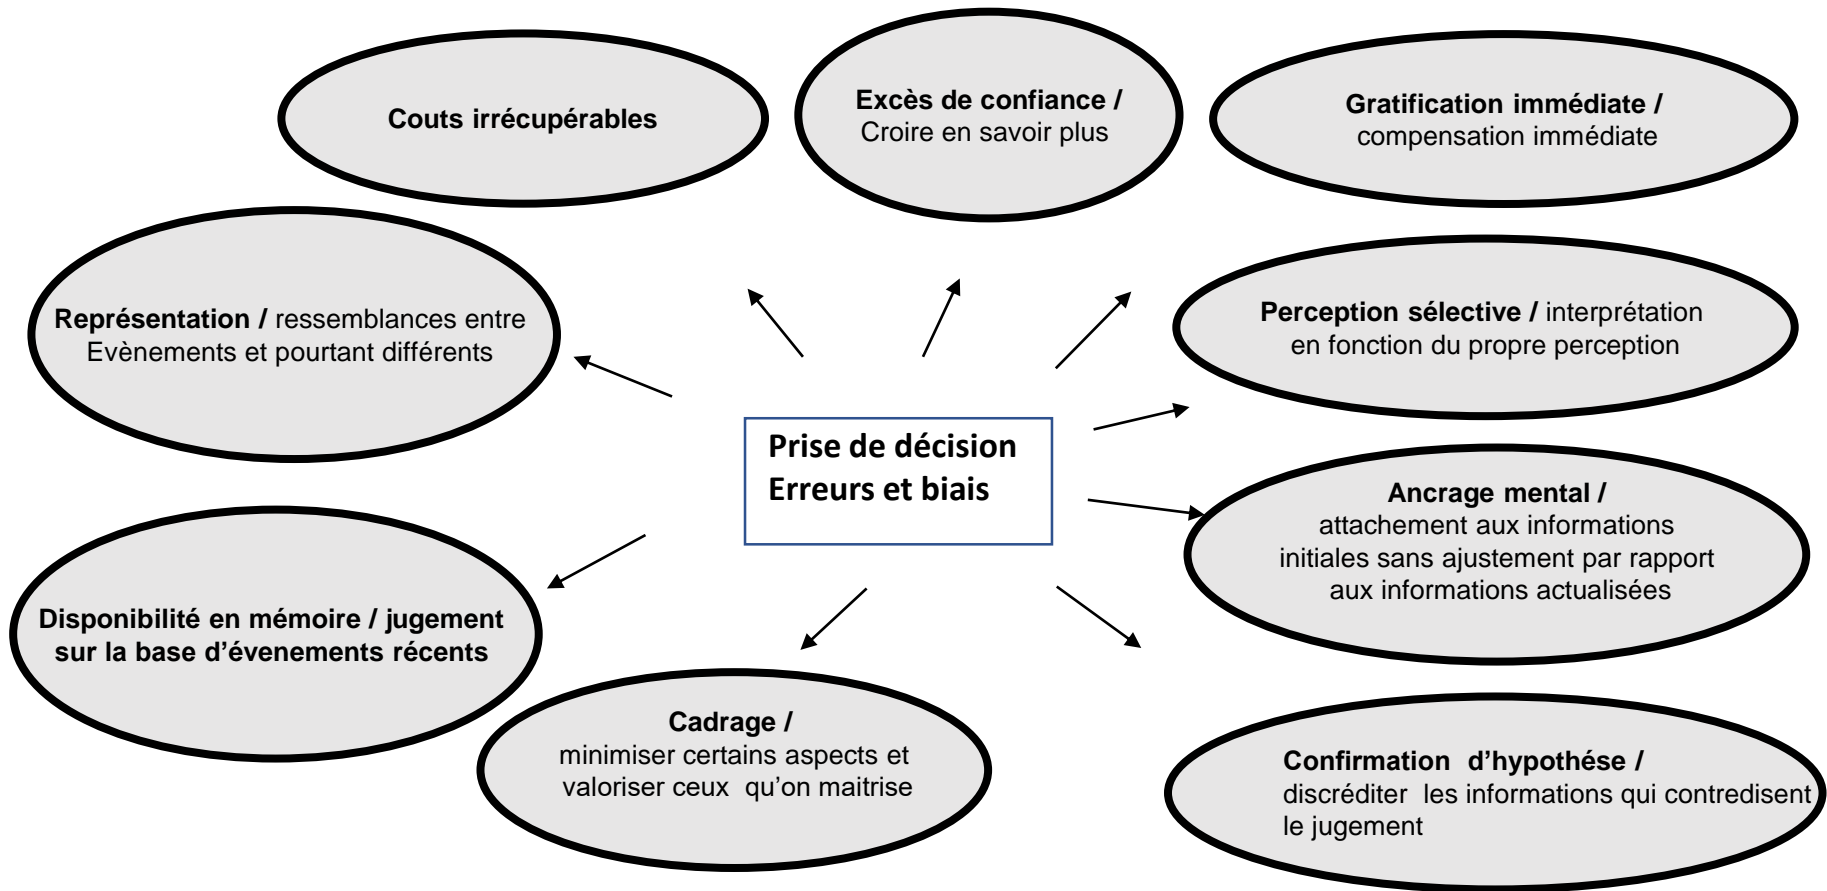 Couts irrécupérables
Excès de confiance /
Croire en savoir plus
Gratification immédiate /
compensation immédiate
Représentation / ressemblances entre
Evènements et pourtant différents
Perception sélective / interprétation
en fonction du propre perception
Prise de décision
Erreurs et biais
Ancrage mental /
attachement aux informations
initiales sans ajustement par rapport
aux informations actualisées
Disponibilité en mémoire / jugement
sur la base d’évenements récents
Cadrage /
minimiser certains aspects et
valoriser ceux qu’on maitrise
Confirmation d’hypothése /
discréditer les informations qui contredisent
le jugement